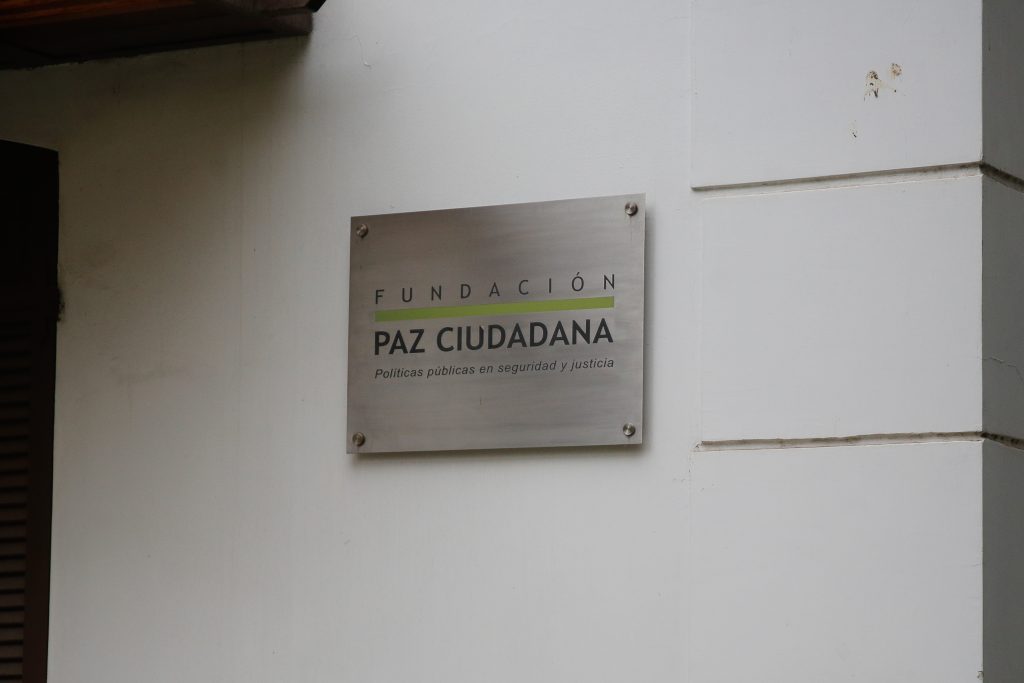 FUNDACIÓN
PAZ CIUDADANA
Políticas públicas en seguridad y justicia